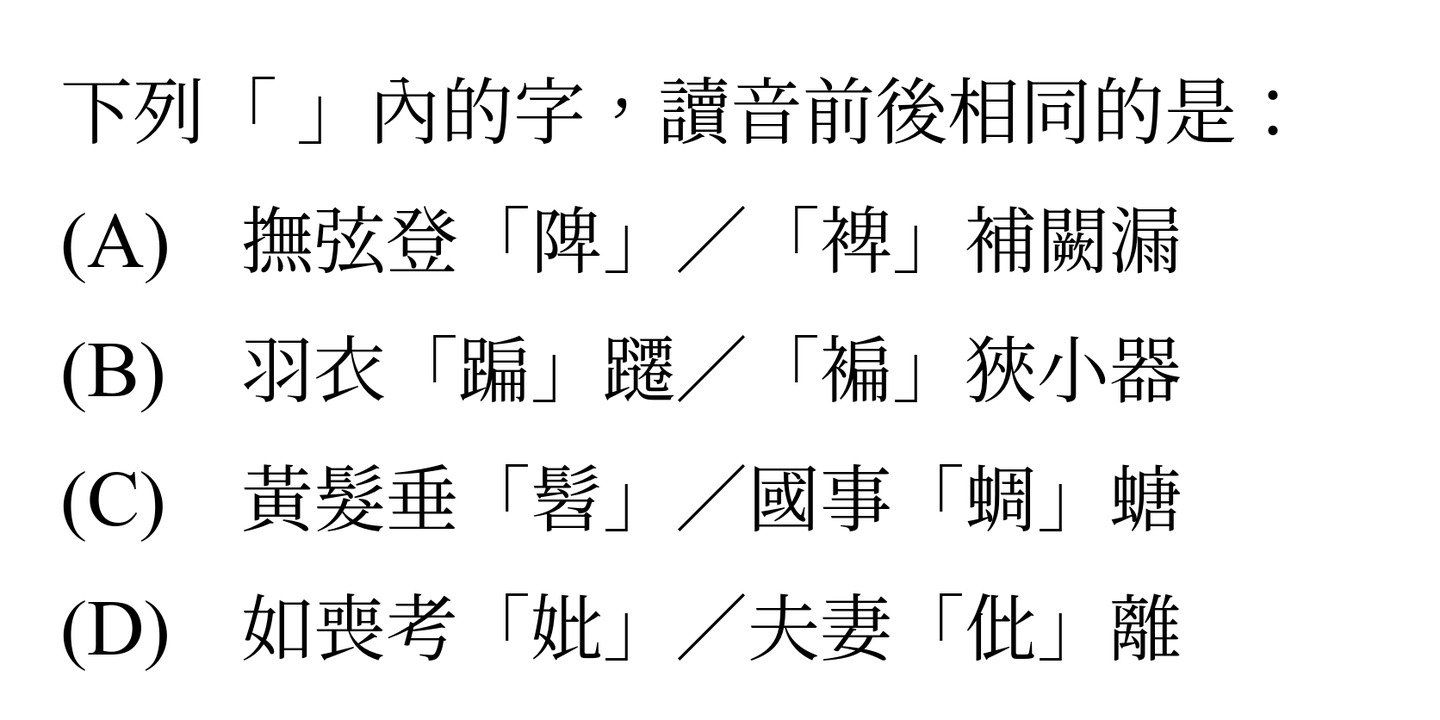 下列「 」內的字，讀音前後相同的是：
(A) 撫弦登「陴」／「裨」補闕漏
(B) 羽衣「蹁」躚／「褊」狹小器
(C) 黃髮垂「髫」／國事「蜩」螗
(D) 如喪考「妣」／夫妻「仳」離